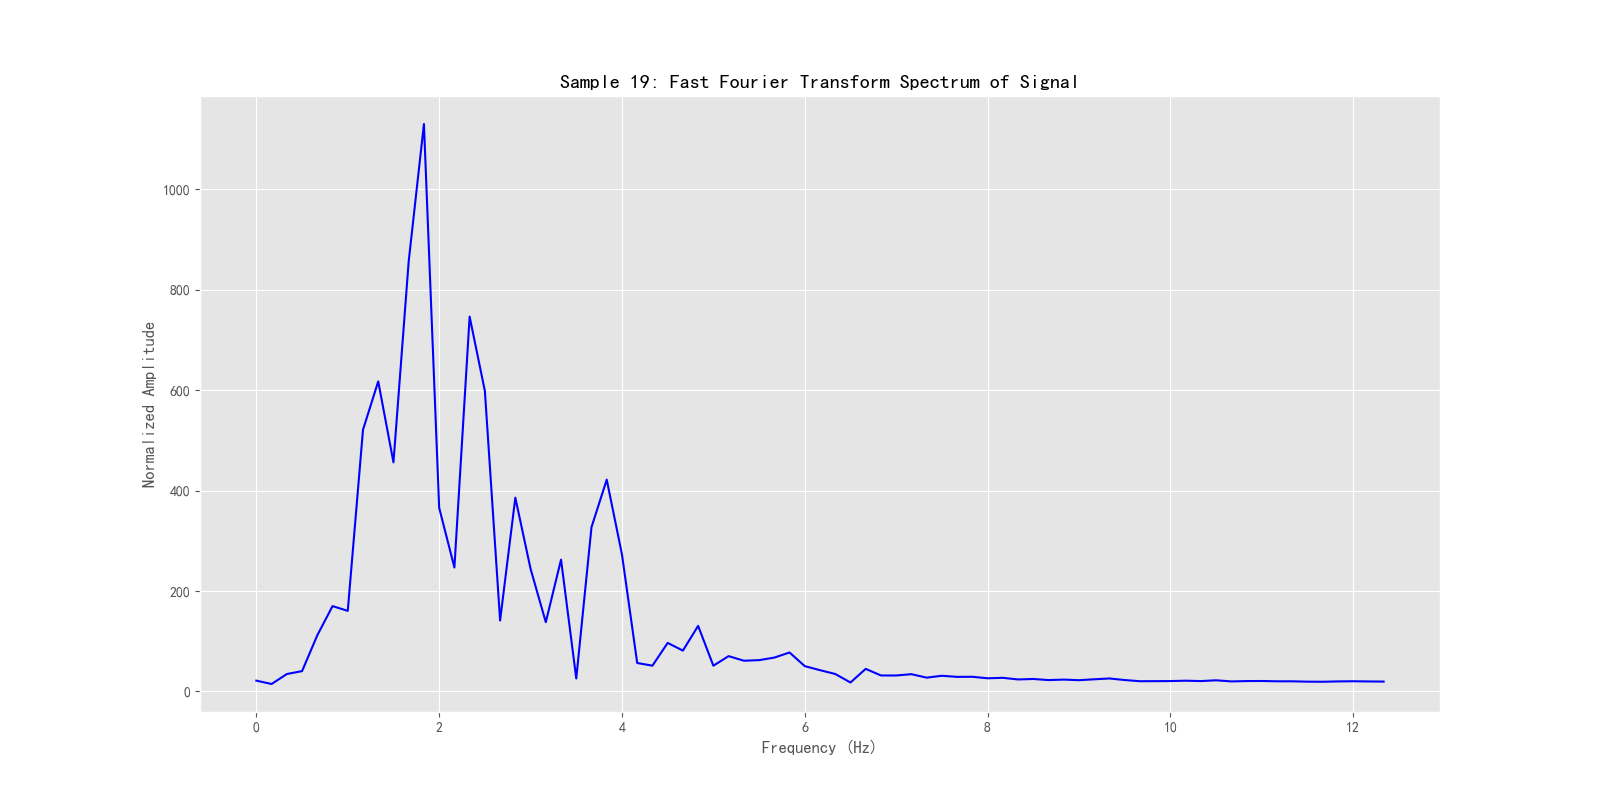 Sample 19: Fast Fourier Transform Spectrum of Signal
1000
800
600
400
200
0
Normalized Amplitude
0 2 4 6 8 10 12
Frequency (Hz)